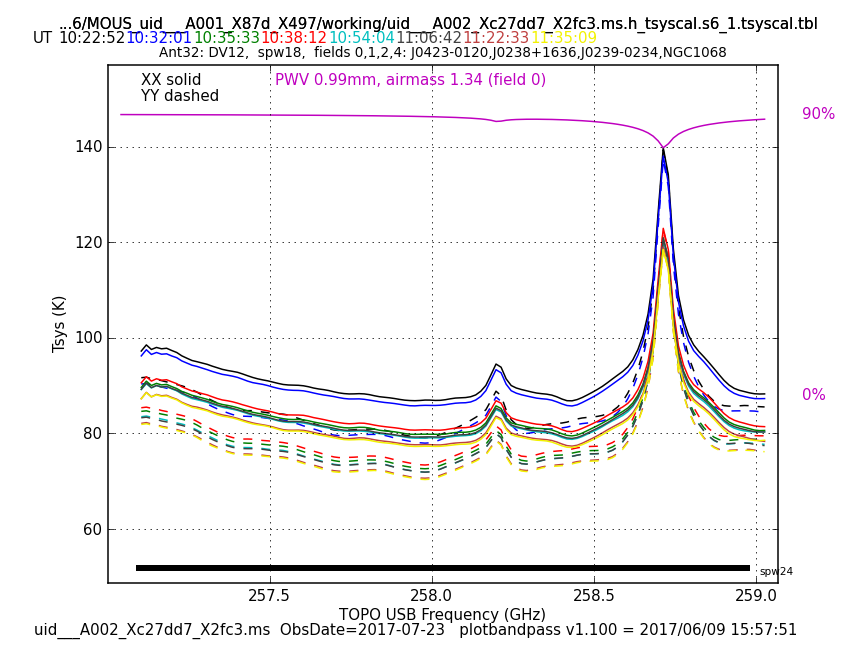 ...6/MOUS_uid___A001_X87d_X497/working/uid___A002_Xc27dd7_X2fc3.ms.h_tsyscal.s6_1.tsyscal.tbl
UT 10:22:52 10:32:01 10:35:33 10:38:12 10:54:04 11:06:42 11:22:33 11:35:09
Ant32: DV12, spw18, fields 0,1,2,4: J0423-0120,J0238+1636,J0239-0234,NGC1068
XX solid PWV 0.99mm, airmass 1.34 (field 0)
YY dashed
90%
140
120
100
80
60
0%
Tsys (K)
spw24
257.5 258.0 258.5 259.0
TOPO USB Frequency (GHz)
uid___A002_Xc27dd7_X2fc3.ms ObsDate=2017-07-23 plotbandpass v1.100 = 2017/06/09 15:57:51